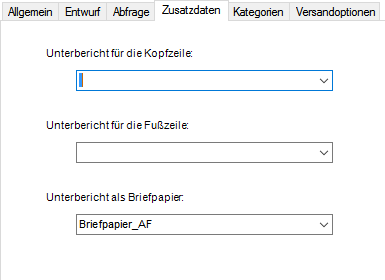 Allgemein Entwurf Abfrage Zusatzdaten Kategorien Versandoptionen
Unterbericht für die Kopfzeile:
Unterbericht für die Fußzeile:
Unterbericht als Briefpapier:
Briefpapier_AF